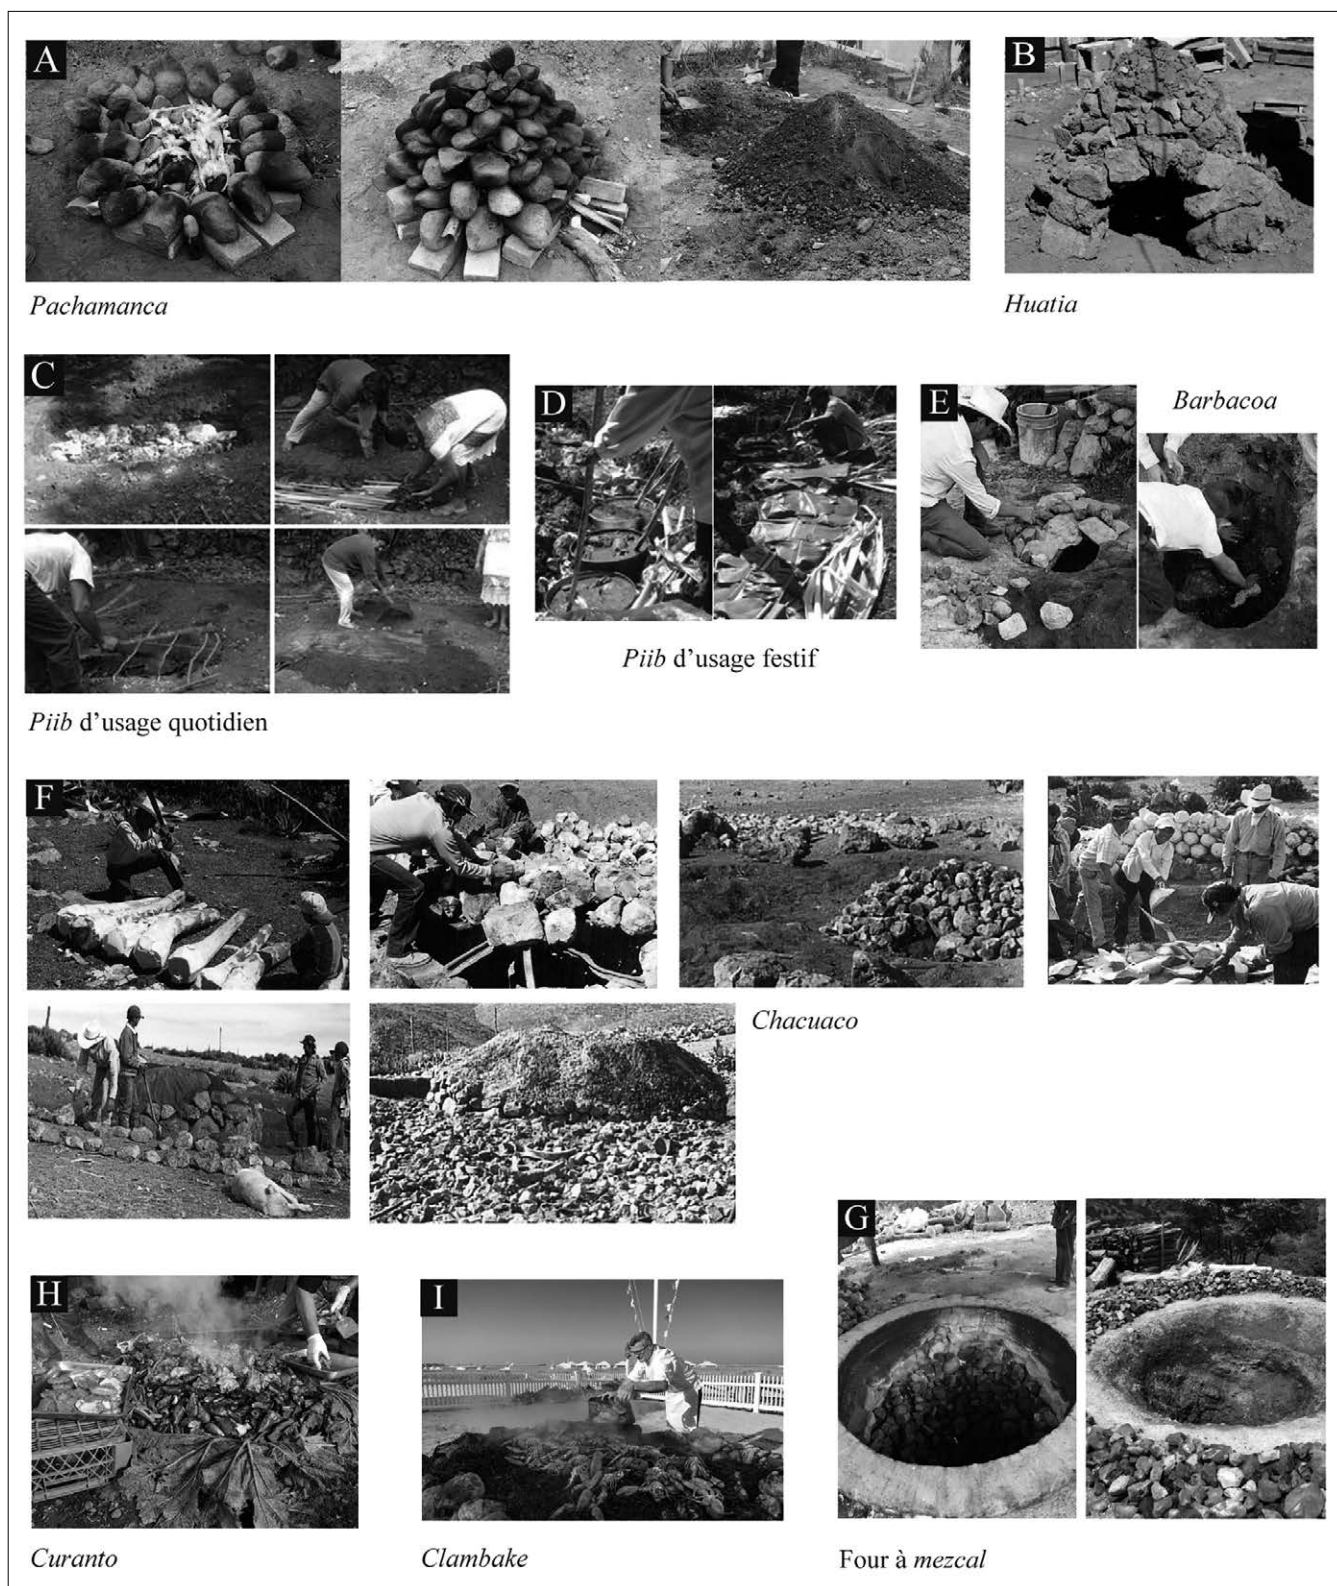 A
B
Pachamanca
Huatia
C
D
E
Barbacoa
Piib d’usage festif
Piib d’usage quotidien
F
Chacuaco
G
H
I
Curanto
Clambake
Four à mezcal